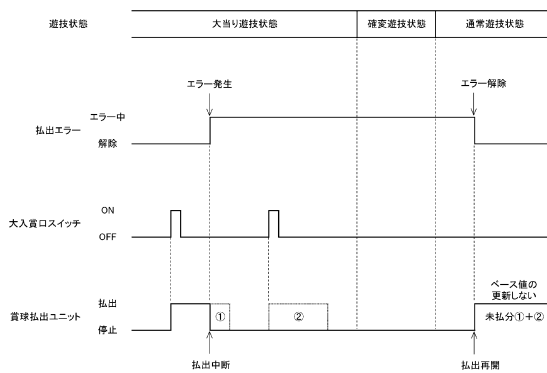 遊技状態 大当り遊技状態 確変遊技状態 通常遊技状態
エラー発生 エラー解除
払出エラー エラー中
解除
大入賞口スイッチ ON
OFF
ベース値の
更新しない
賞球払出ユニット 払出
停止 ① ② 未払分①+②
払出中断 払出再開